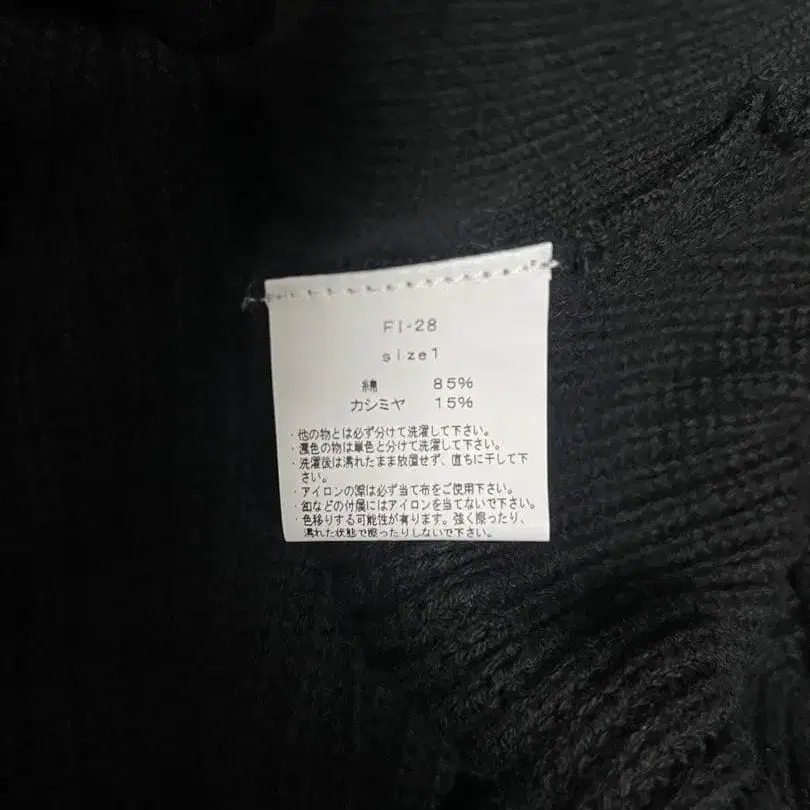 FI-28
size1
綿 85%
カシミヤ 15%
・他の物とは必ず分けて洗濯して下さい。
・濃色の物は単色と分けて洗濯して下さい。
・洗濯後は濡れたまま放置せず、直ちに干して下
さい。
・アイロンの際は必ず当て布をご使用下さい。
・釦などの付属にはアイロンを当てないで下さい。
・色移りする可能性が有ります。強く擦ったり、
濡れた状態で擦ったりしないで下さい。